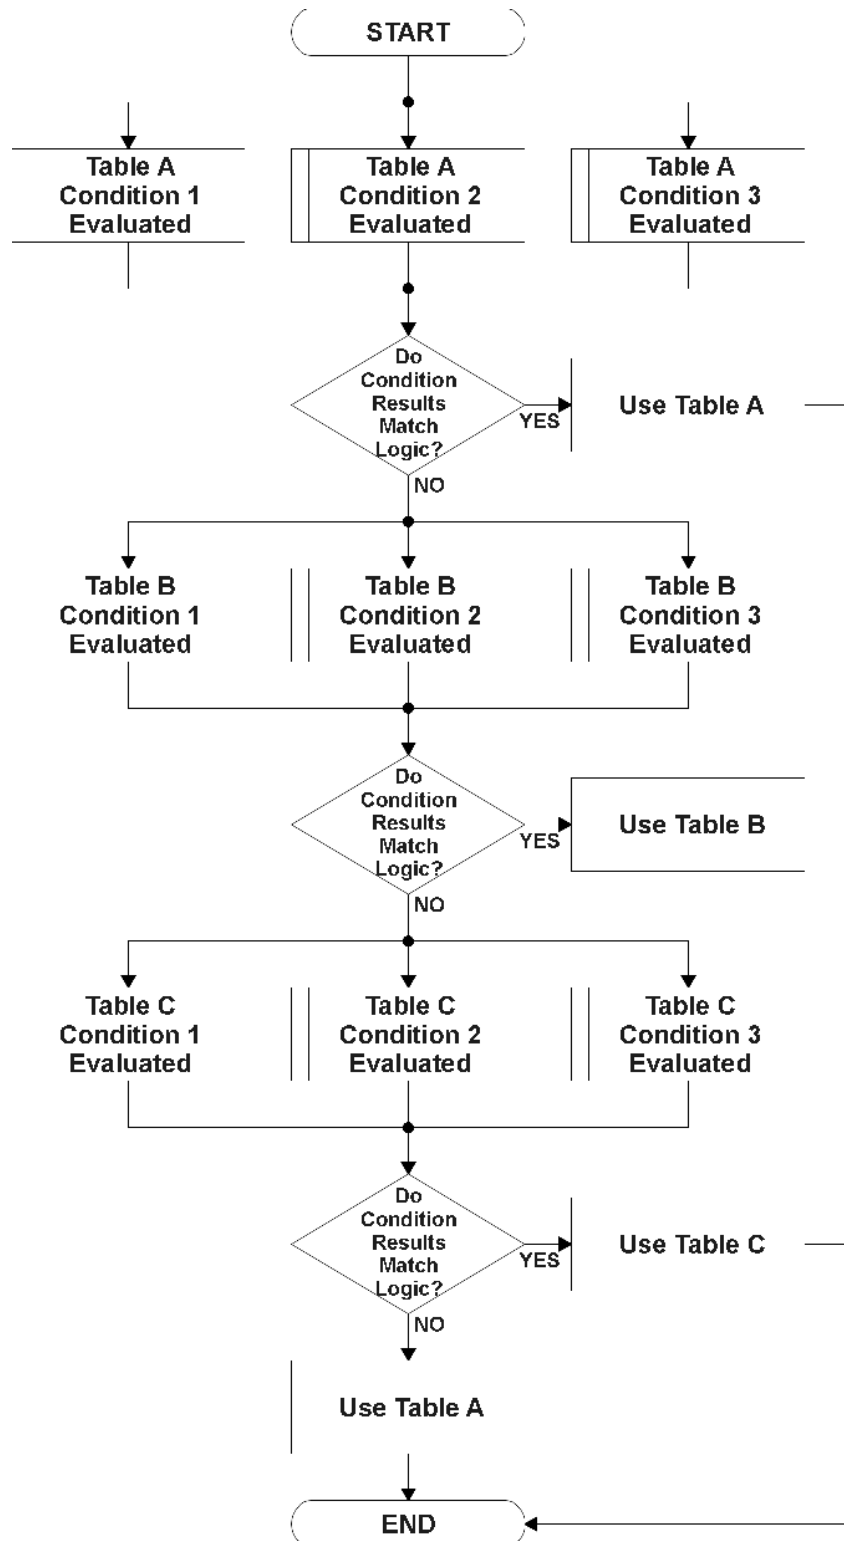 START
Table A
Condition 1
Evaluated
Table A
Condition 2
Evaluated
Table A
Condition 3
Evaluated
Do
Condition
Results
Match
Logic?
YES
Use Table A
NO
Table B
Condition 1
Evaluated
Table B
Condition 2
Evaluated
Table B
Condition 3
Evaluated
Do
Condition
Results
Match
Logic?
YES
Use Table B
NO
Table C
Condition 1
Evaluated
Table C
Condition 2
Evaluated
Table C
Condition 3
Evaluated
Do
Condition
Results
Match
Logic?
YES
Use Table C
NO
Use Table A
END